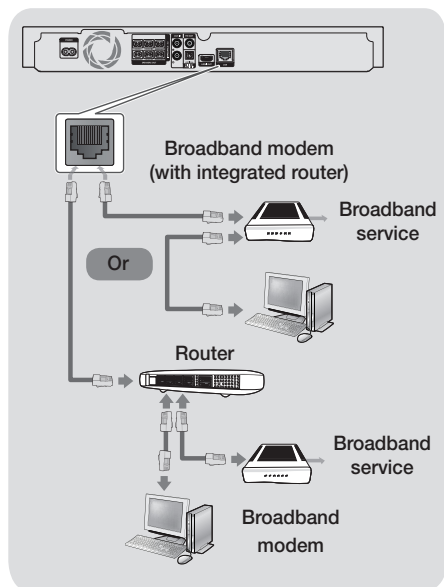 Broadband modem
(with integrated router)
Broadband
service
Or
Router
Broadband
service
Broadband
modem